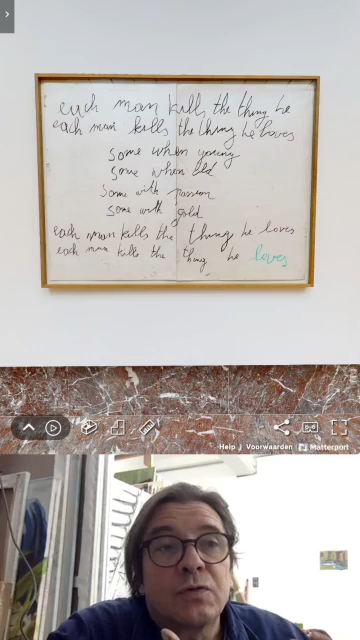 each man kills the thing he
each man kills the thing he loves
some when young
some when old
some with passion
some with gold
each man kills the thing he loves
each man kills the thing he loves
Help | Voorwaarden | Matterport